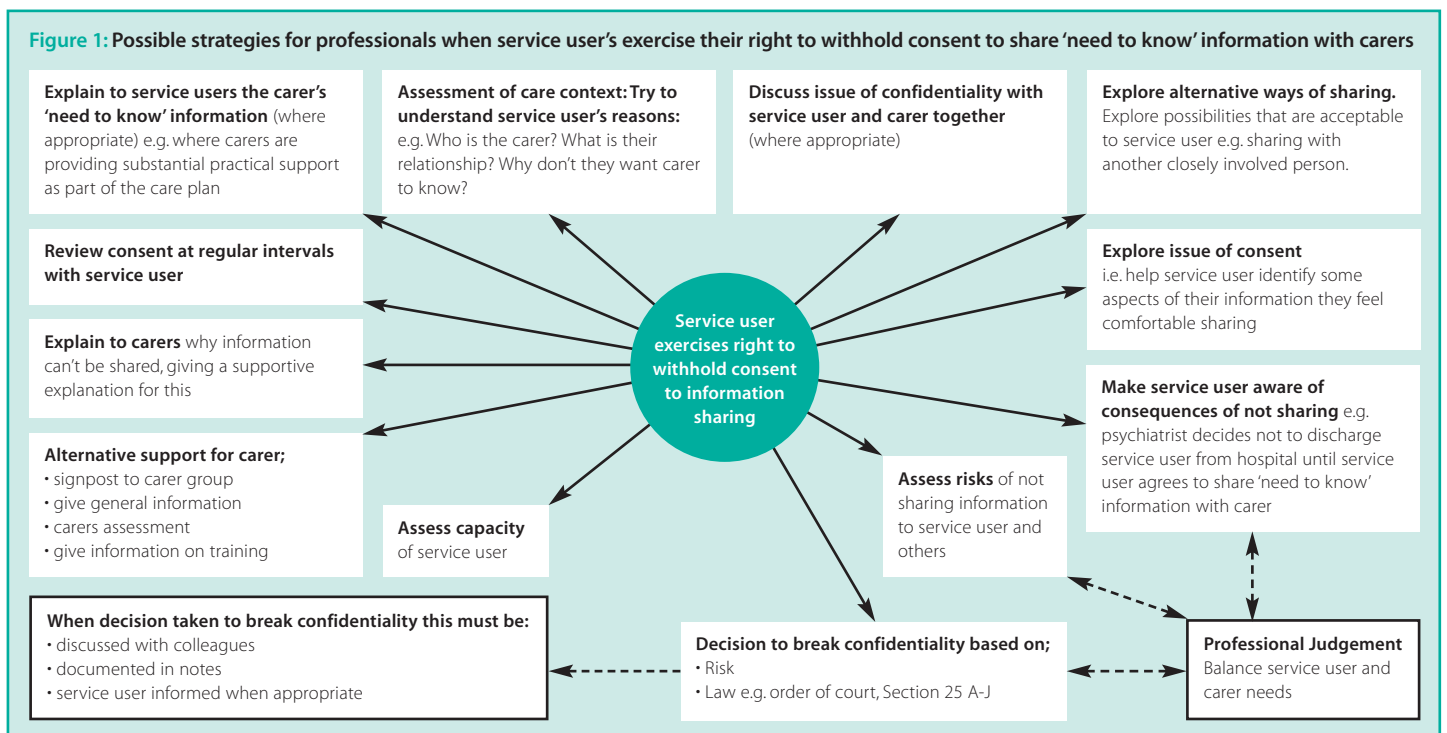 Figure 1: Possible strategies for professionals when service user's exercise their right to withhold consent to share 'need to know' information with carers
Explain to service users the carer's
'need to know' information (where
appropriate) e.g. where carers are
providing substantial practical support
as part of the care plan
Assessment of care context: Try to
understand service user's reasons:
e.g. Who is the carer? What is their
relationship? Why don't they want carer
to know?
Discuss issue of confidentiality with
service user and carer together
(where appropriate)
Explore alternative ways of sharing.
Explore possibilities that are acceptable
to service user e.g. sharing with
another closely involved person.
Review consent at regular intervals
with service user
Explore issue of consent
i.e. help service user identify some
aspects of their information they feel
comfortable sharing
Service user
exercises right to
withhold consent
to information
sharing
Explain to carers why information
can't be shared, giving a supportive
explanation for this
Make service user aware of
consequences of not sharing e.g.
psychiatrist decides not to discharge
service user from hospital until service
user agrees to share 'need to know'
information with carer
Alternative support for carer;
• signpost to carer group
• give general information
• carers assessment
• give information on training
Assess capacity
of service user
Assess risks of not
sharing information
to service user and
others
When decision taken to break confidentiality this must be:
• discussed with colleagues
• documented in notes
• service user informed when appropriate
Decision to break confidentiality based on;
• Risk
• Law e.g. order of court, Section 25 A-J
Professional Judgement
Balance service user and
carer needs